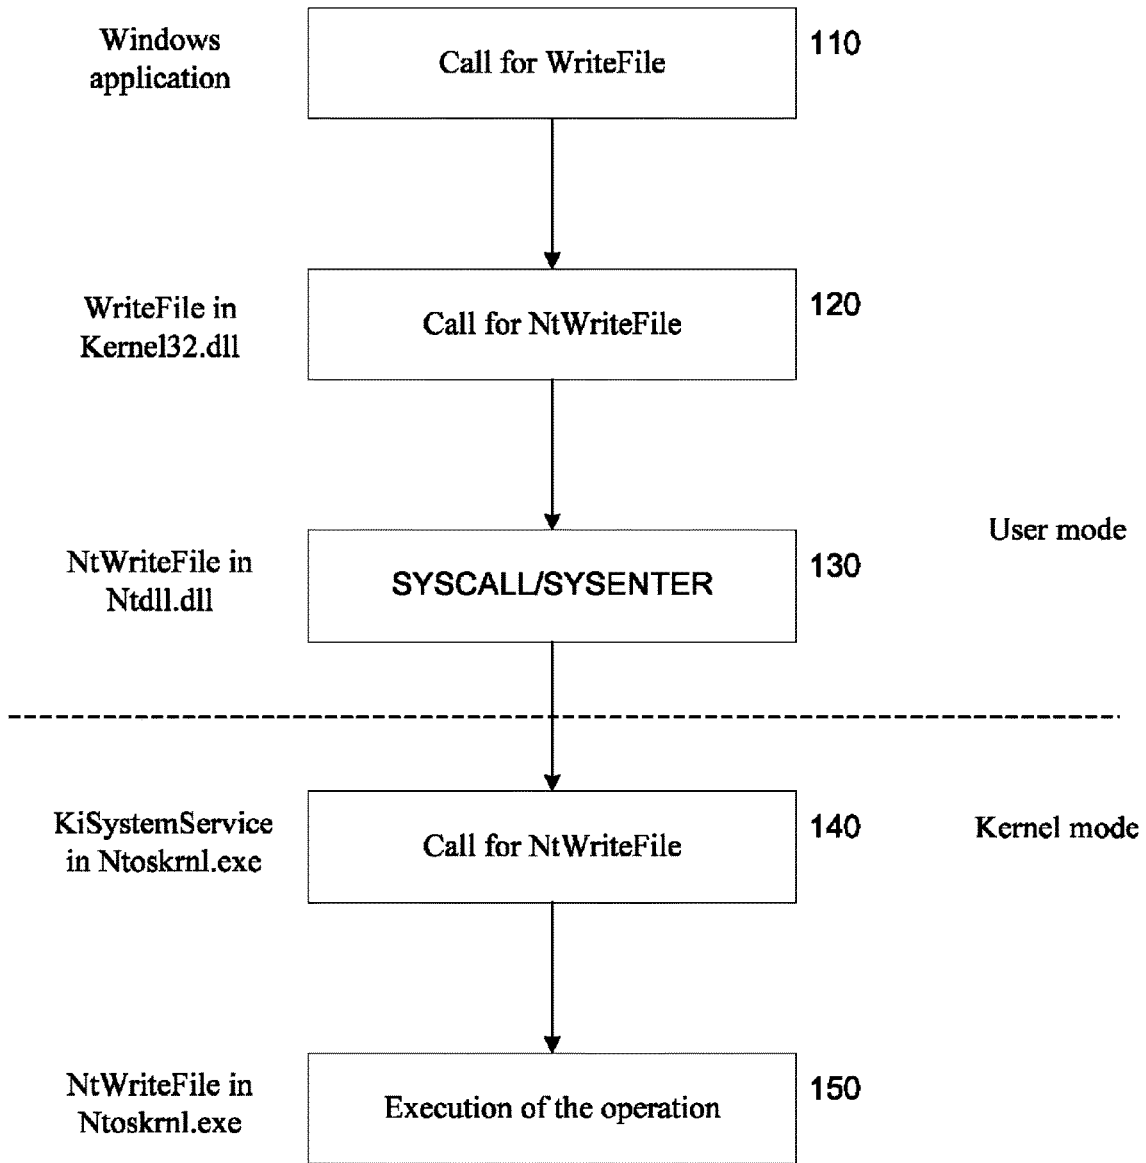 Windows
application
Call for WriteFile
110
WriteFile in
Kernel32.dll
Call for NtWriteFile
120
User mode
NtWriteFile in
Ntdll.dll
SYSCALL/SYSENTER
130
KiSystemService
in Ntoskrnl.exe
Call for NtWriteFile
140
Kernel mode
NtWriteFile in
Ntoskrnl.exe
Execution of the operation
150